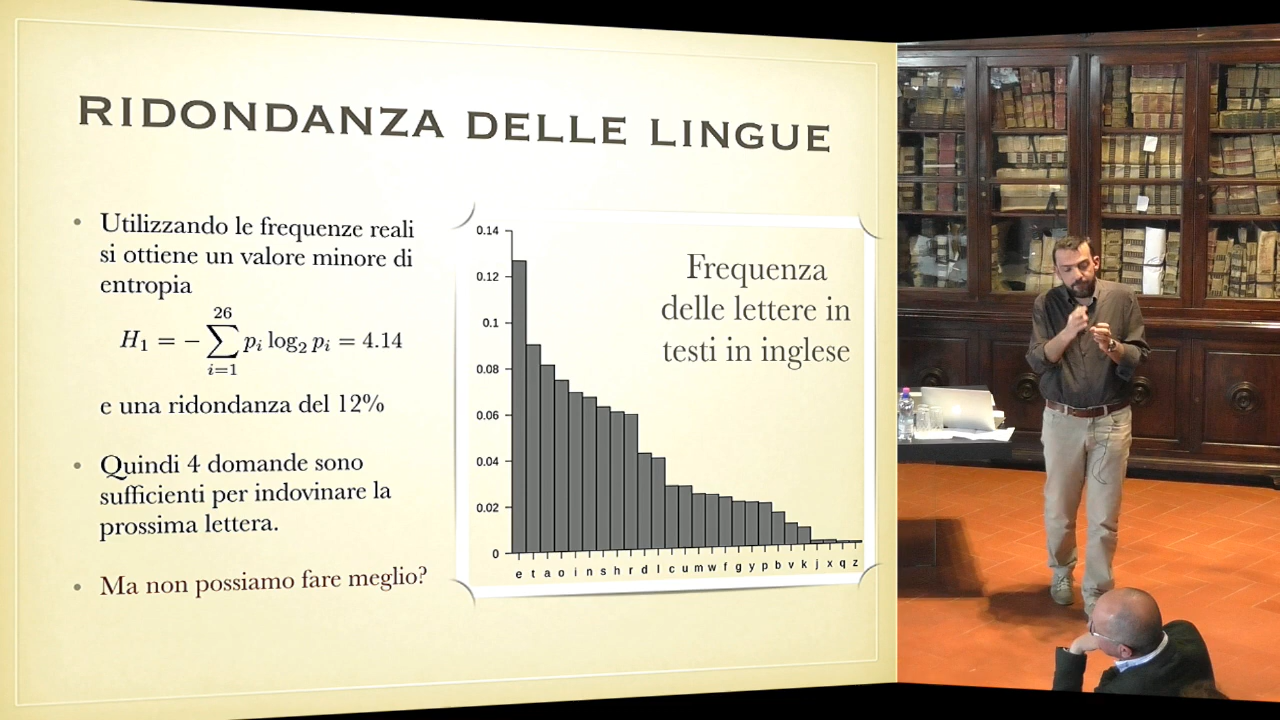 RIDONDANZA DELLE LINGUE
Utilizzando le frequenze reali
si ottiene un valore minore di
entropia
H₁ = − ∑ᵢ₌₁²⁶ pᵢ log₂ pᵢ = 4.14
e una ridondanza del 12%
Quindi 4 domande sono
sufficienti per indovinare la
prossima lettera.
Ma non possiamo fare meglio?
Frequenza
delle lettere in
testi in inglese
0.14
0.12
0.1
0.08
0.06
0.04
0.02
0
e t a o i n s h r d l c u m w f g y p b v k j x q z